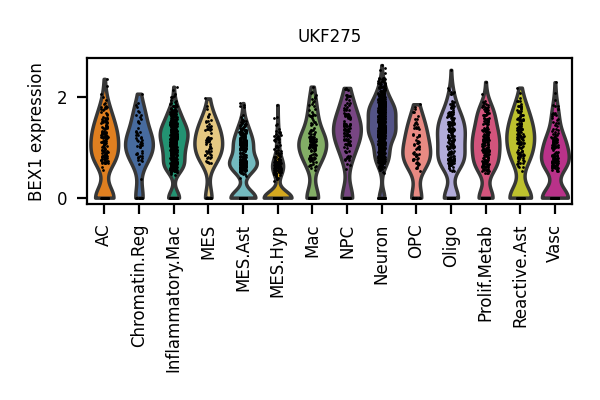 UKF275
BEX1 expression
2
0
AC
Chromatin.Reg
Inflammatory.Mac
MES
MES.Ast
MES.Hyp
Mac
NPC
Neuron
OPC
Oligo
Prolif.Metab
Reactive.Ast
Vasc